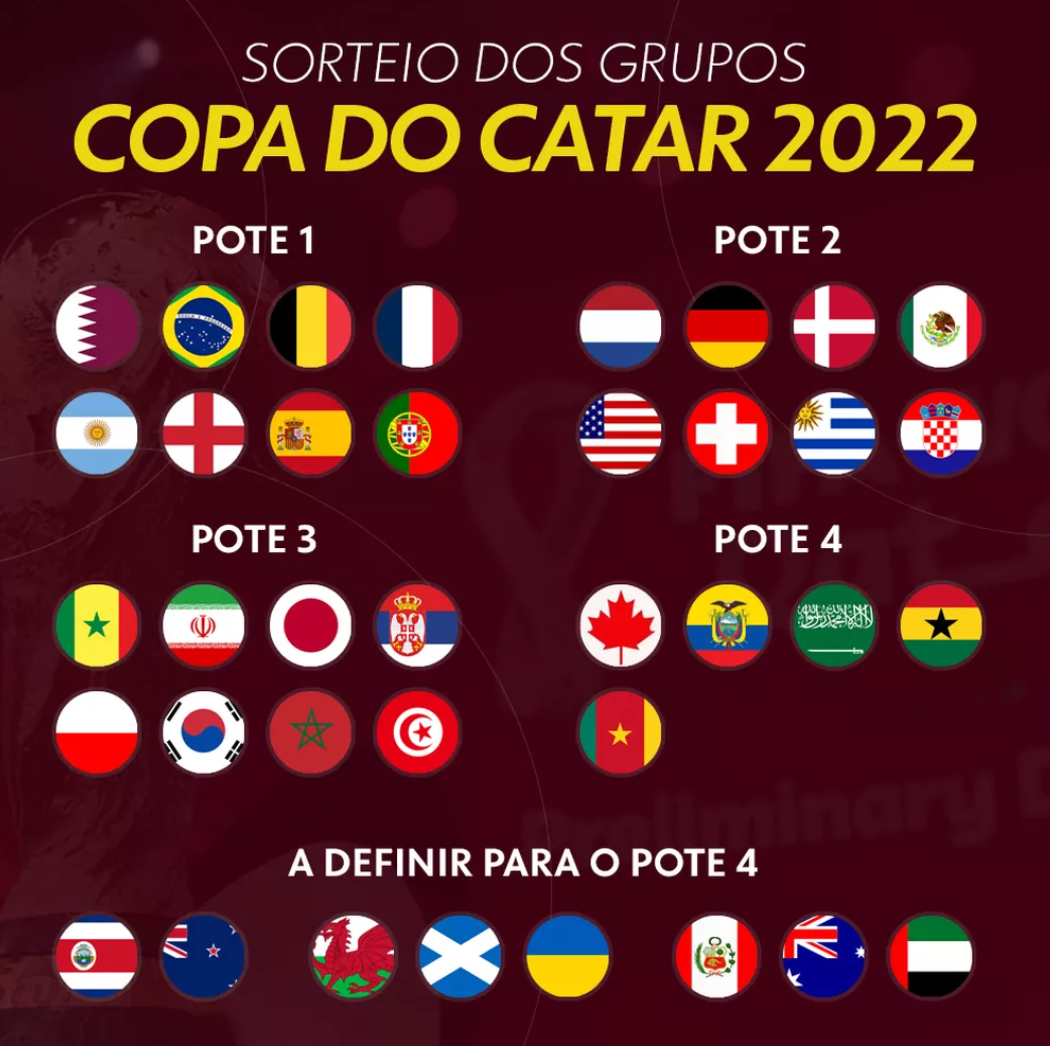 SORTEIO DOS GRUPOS
COPA DO CATAR 2022
POTE 1
POTE 2
POTE 3
POTE 4
A DEFINIR PARA O POTE 4